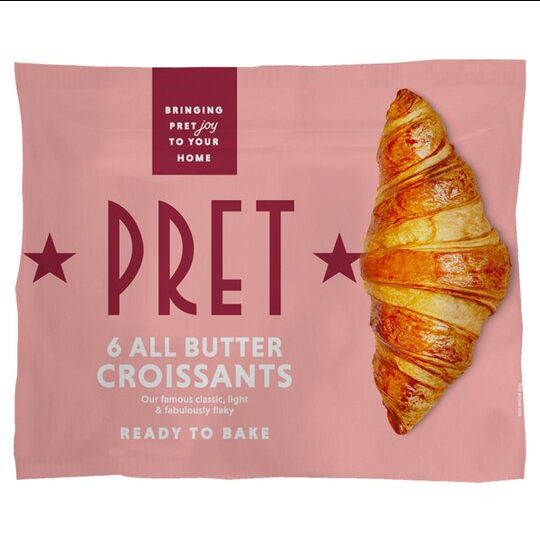 BRINGING
PRET joy
TO YOUR
HOME
PRET
6 ALL BUTTER
CROISSANTS
Our famous classic, light
& fabulously flaky
READY TO BAKE